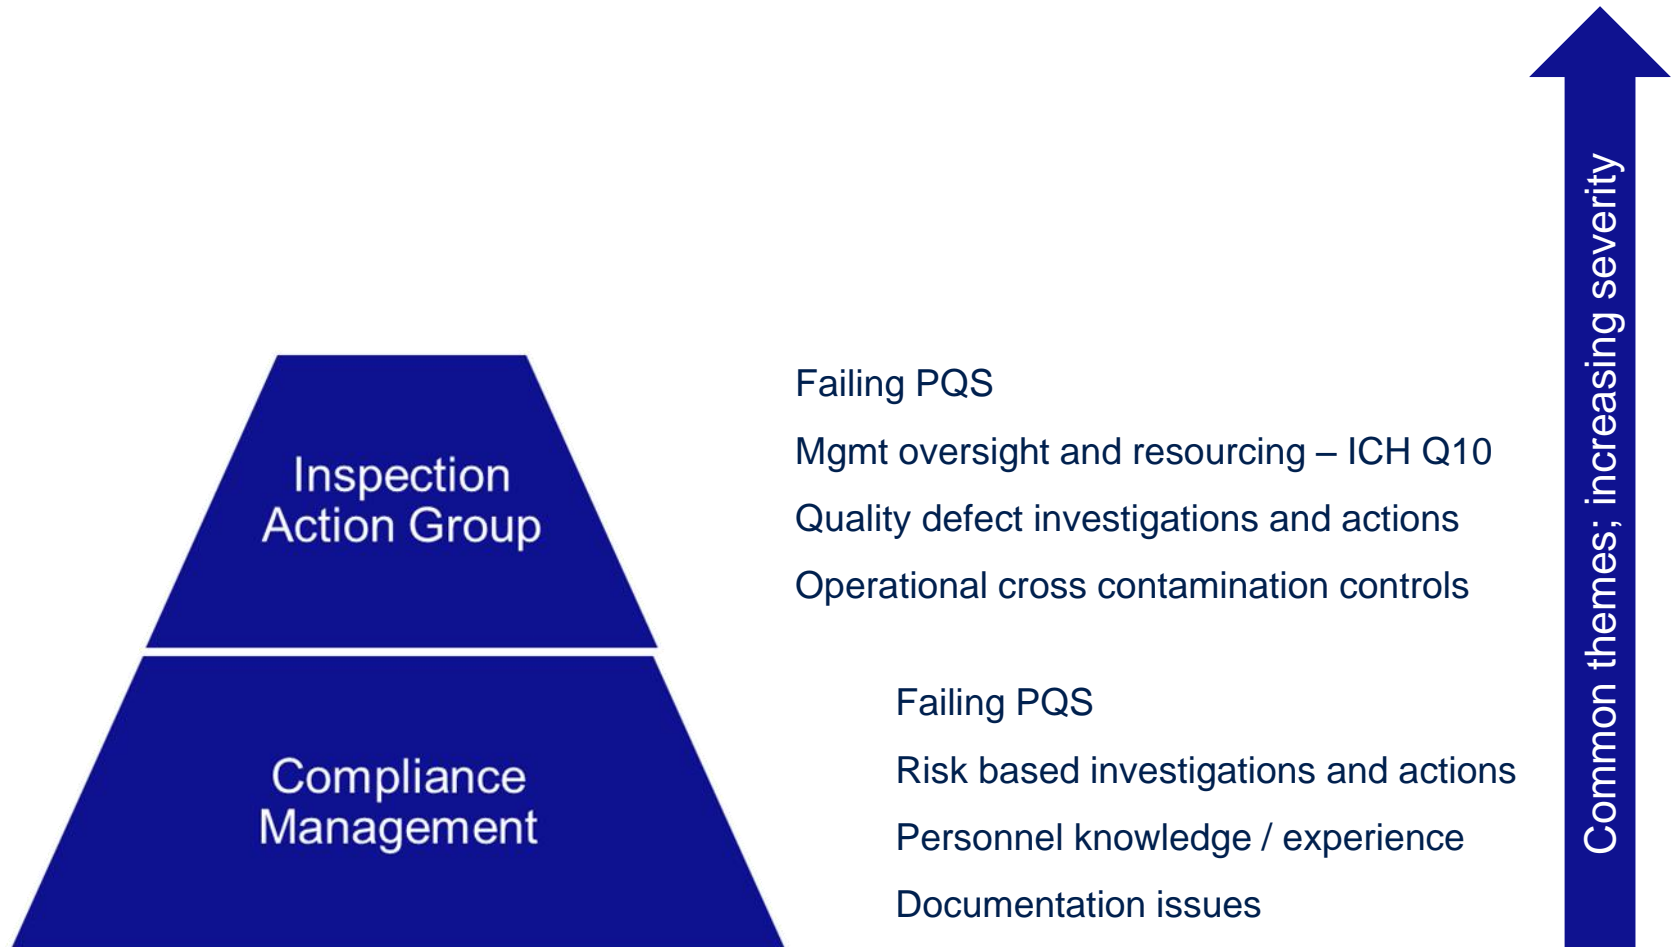 Inspection
Action Group
Failing PQS
Mgmt oversight and resourcing – ICH Q10
Quality defect investigations and actions
Operational cross contamination controls
Compliance
Management
Failing PQS
Risk based investigations and actions
Personnel knowledge / experience
Documentation issues
Common themes; increasing severity